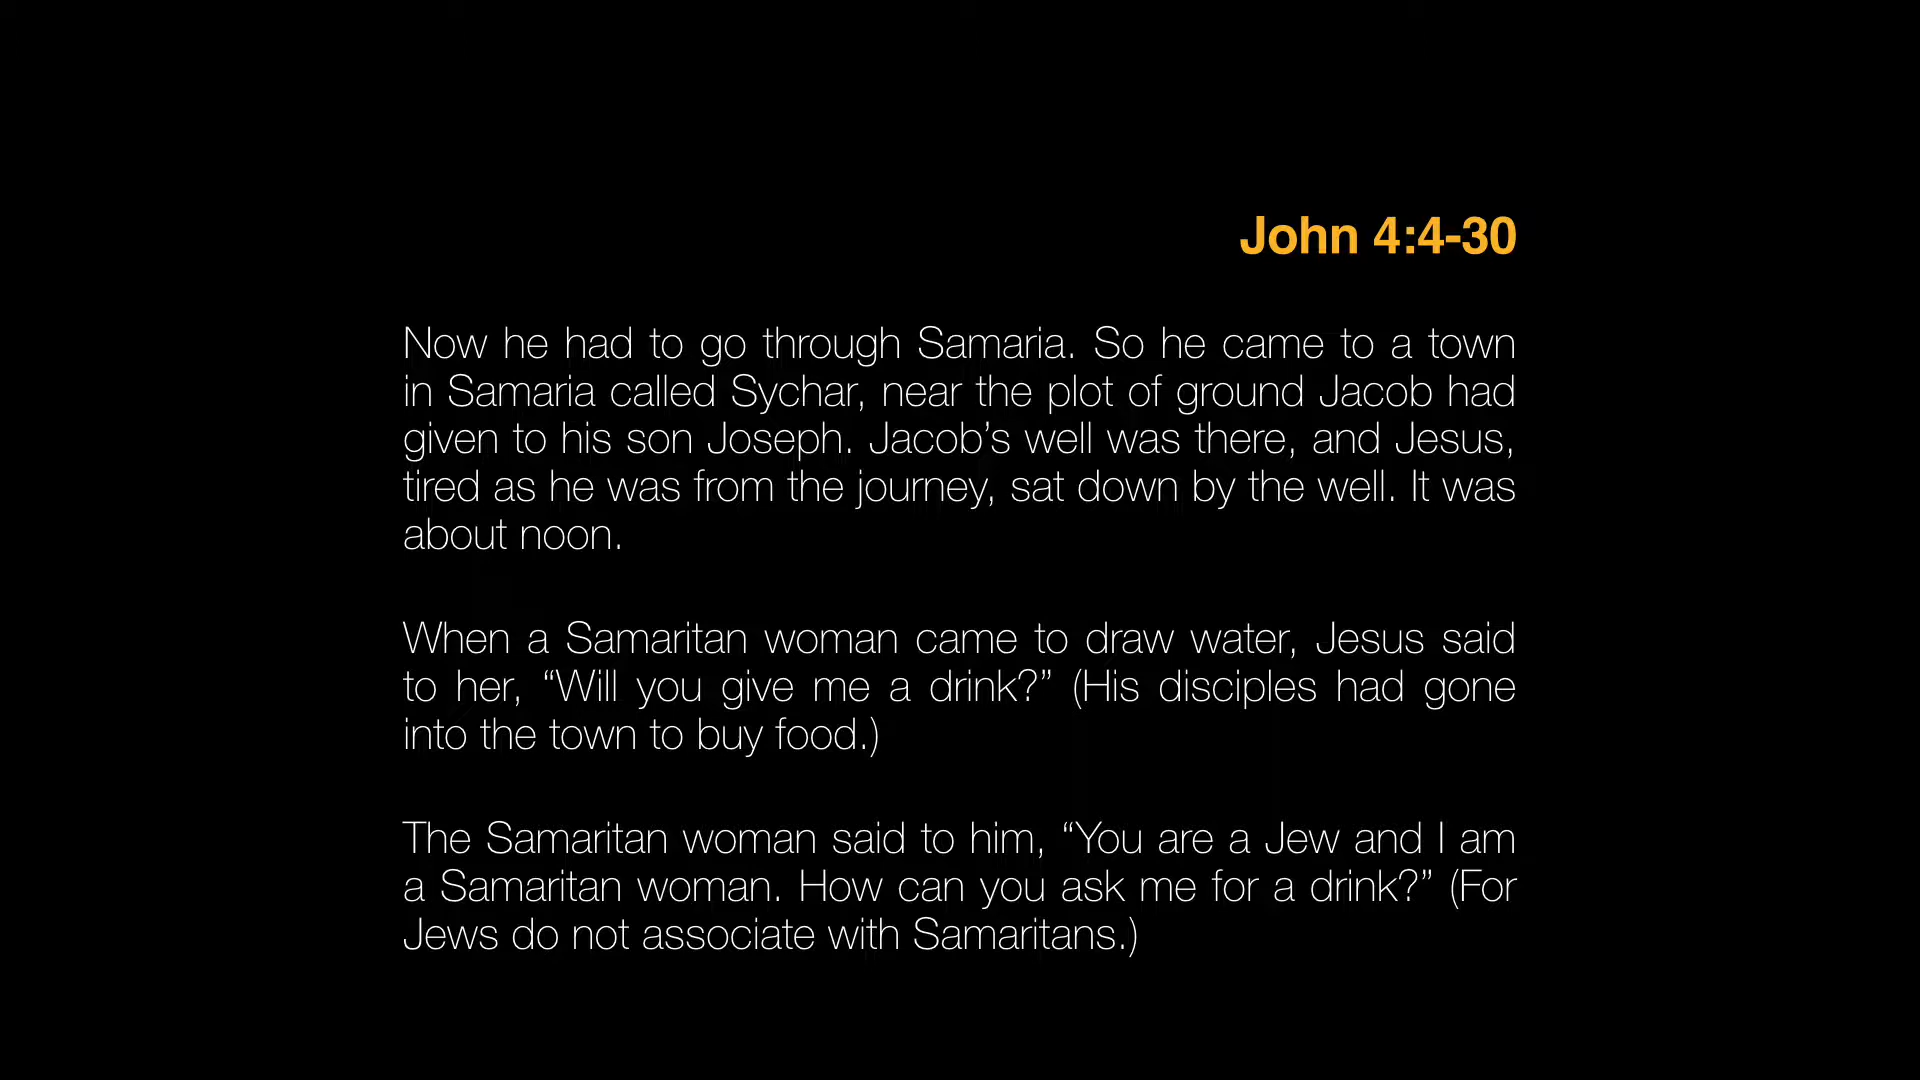 John 4:4-30
Now he had to go through Samaria. So he came to a town
in Samaria called Sychar, near the plot of ground Jacob had
given to his son Joseph. Jacob’s well was there, and Jesus,
tired as he was from the journey, sat down by the well. It was
about noon.
When a Samaritan woman came to draw water, Jesus said
to her, “Will you give me a drink?” (His disciples had gone
into the town to buy food.)
The Samaritan woman said to him, “You are a Jew and I am
a Samaritan woman. How can you ask me for a drink?” (For
Jews do not associate with Samaritans.)